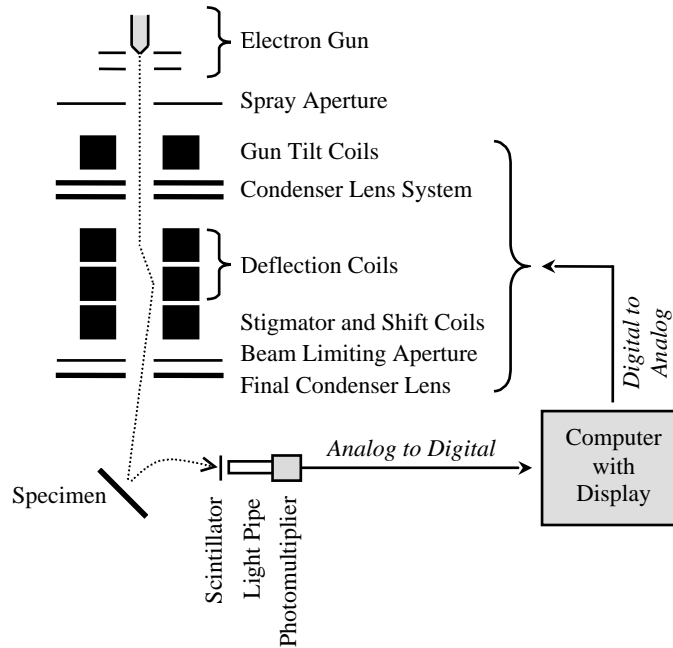 Electron Gun
Spray Aperture
Gun Tilt Coils
Condenser Lens System
Deflection Coils
Stigmator and Shift Coils
Beam Limiting Aperture
Final Condenser Lens
Digital to
Analog
Analog to Digital
Computer
with
Display
Specimen
Scintillator
Light Pipe
Photomultiplier